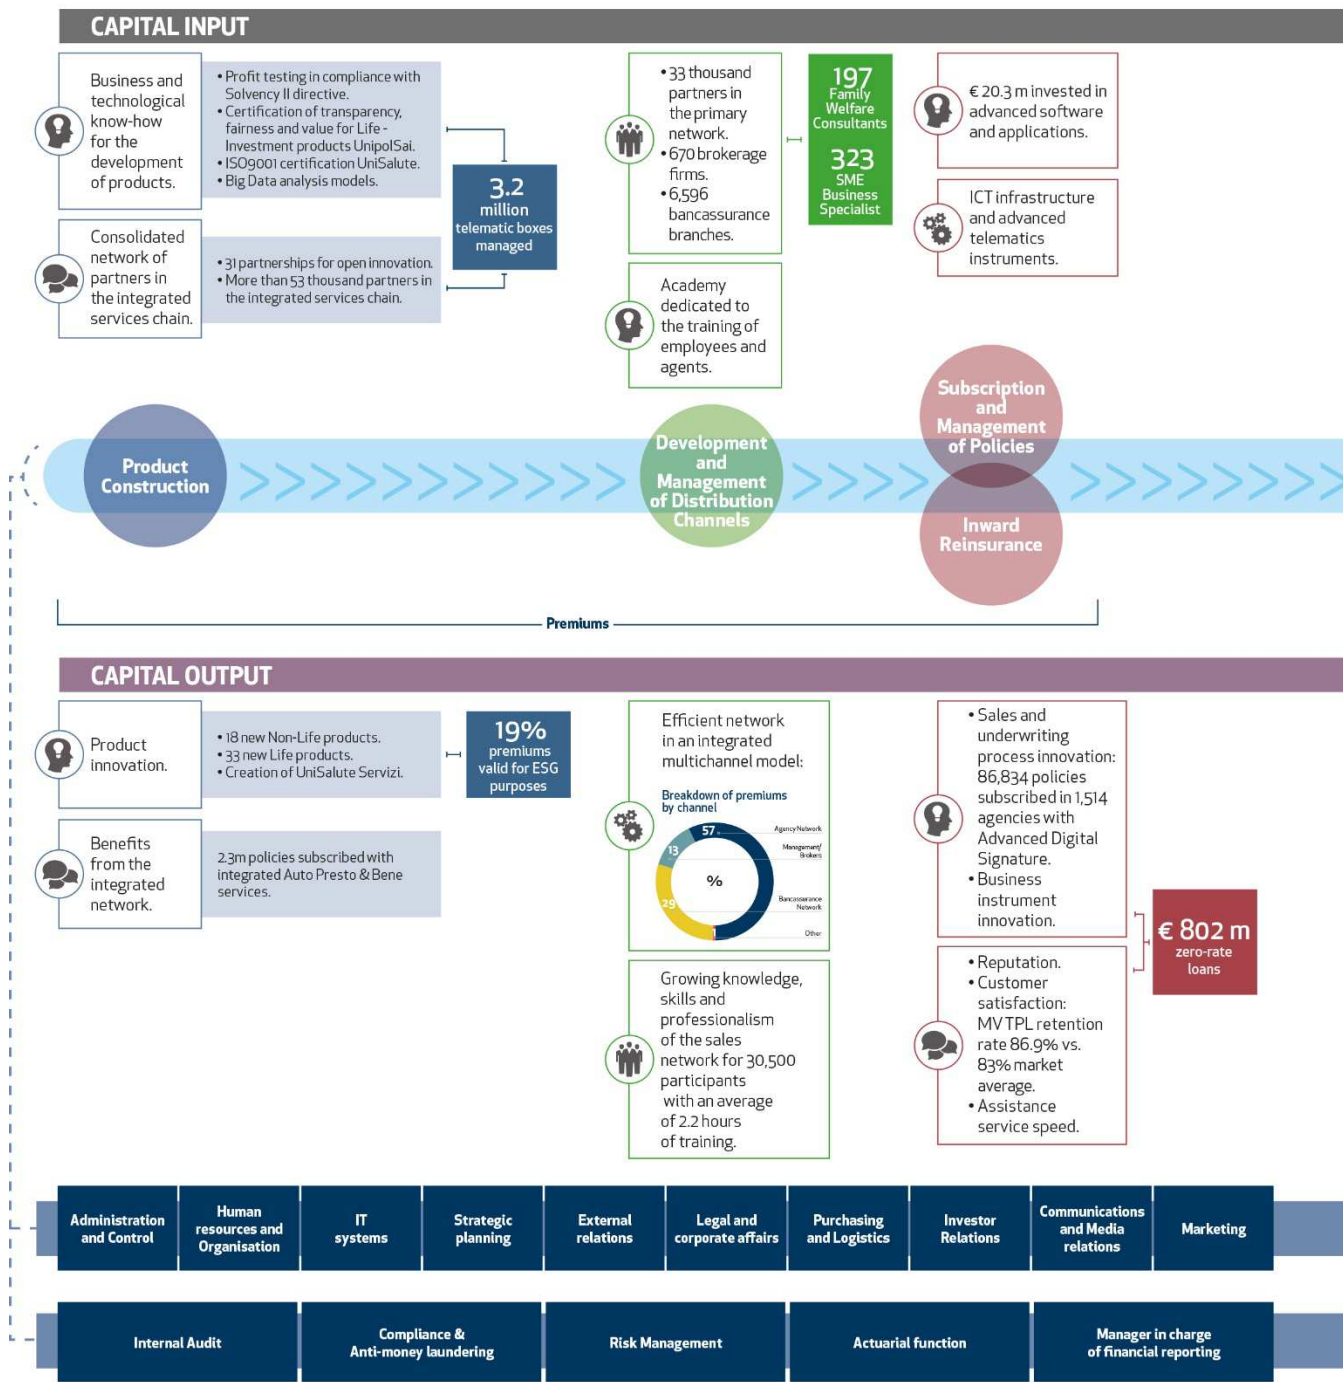 CAPITAL INPUT
Business and
technological
know-how
for the
development
of products.
• Profit testing in compliance with
Solvency II directive.
• Certification of transparency,
fairness and value for Life -
Investment products UnipolSai.
• ISO9001 certification UniSalute.
• Big Data analysis models.
Consolidated
network of
partners in
the integrated
services chain.
• 31 partnerships for open innovation.
• More than 53 thousand partners in
the integrated services chain.
3.2
million
telematic boxes
managed
• 33 thousand
partners in
the primary
network.
• 670 brokerage
firms.
• 6,596
bancassurance
branches.
197
Family
Welfare
Consultants
323
SME
Business
Specialist
Academy
dedicated to
the training of
employees and
agents.
€ 20.3 m invested in
advanced software
and applications.
ICT infrastructure
and advanced
telematics
instruments.
Product
Construction
Development
and
Management
of Distribution
Channels
Subscription
and
Management
of Policies
Inward
Reinsurance
Premiums
CAPITAL OUTPUT
Product
innovation.
• 18 new Non-Life products.
• 33 new Life products.
• Creation of UniSalute Servizi.
19%
premiums
valid for ESG
purposes
Benefits
from the
integrated
network.
2.3m policies subscribed with
integrated Auto Presto & Bene
services.
Efficient network
in an integrated
multichannel model:
Breakdown of premiums
by channel
57
Agency Network
13
Management/
Brokers
%
29
Bancassurance
Network
Other
Growing knowledge,
skills and
professionalism
of the sales
network for 30,500
participants
with an average
of 2.2 hours
of training.
• Sales and
underwriting
process innovation:
86,834 policies
subscribed in 1,514
agencies with
Advanced Digital
Signature.
• Business
instrument
innovation.
• Reputation.
• Customer
satisfaction:
MV TPL retention
rate 86.9% vs.
83% market
average.
• Assistance
service speed.
€ 802 m
zero-rate
loans
Administration
and Control
Human
resources and
Organisation
IT
systems
Strategic
planning
External
relations
Legal and
corporate affairs
Purchasing
and Logistics
Investor
Relations
Communications
and Media
relations
Marketing
Internal Audit
Compliance &
Anti-money laundering
Risk Management
Actuarial function
Manager in charge
of financial reporting